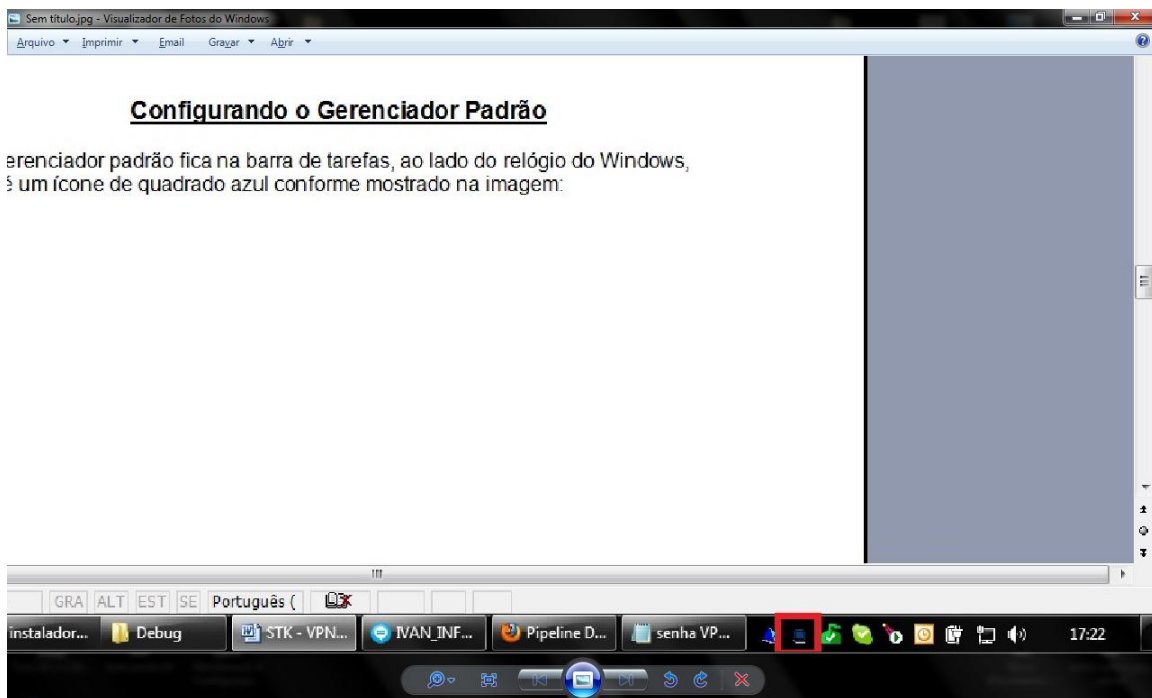 Sem título.jpg - Visualizador de Fotos do Windows
Arquivo Imprimir Email Gravar Abrir
Configurando o Gerenciador Padrão
erenciador padrão fica na barra de tarefas, ao lado do relógio do Windows,
é um ícone de quadrado azul conforme mostrado na imagem:
GRA ALT EST SE Português (
instalador... Debug STK - VPN... IVAN_INF... Pipeline D... senha VP... 17:22